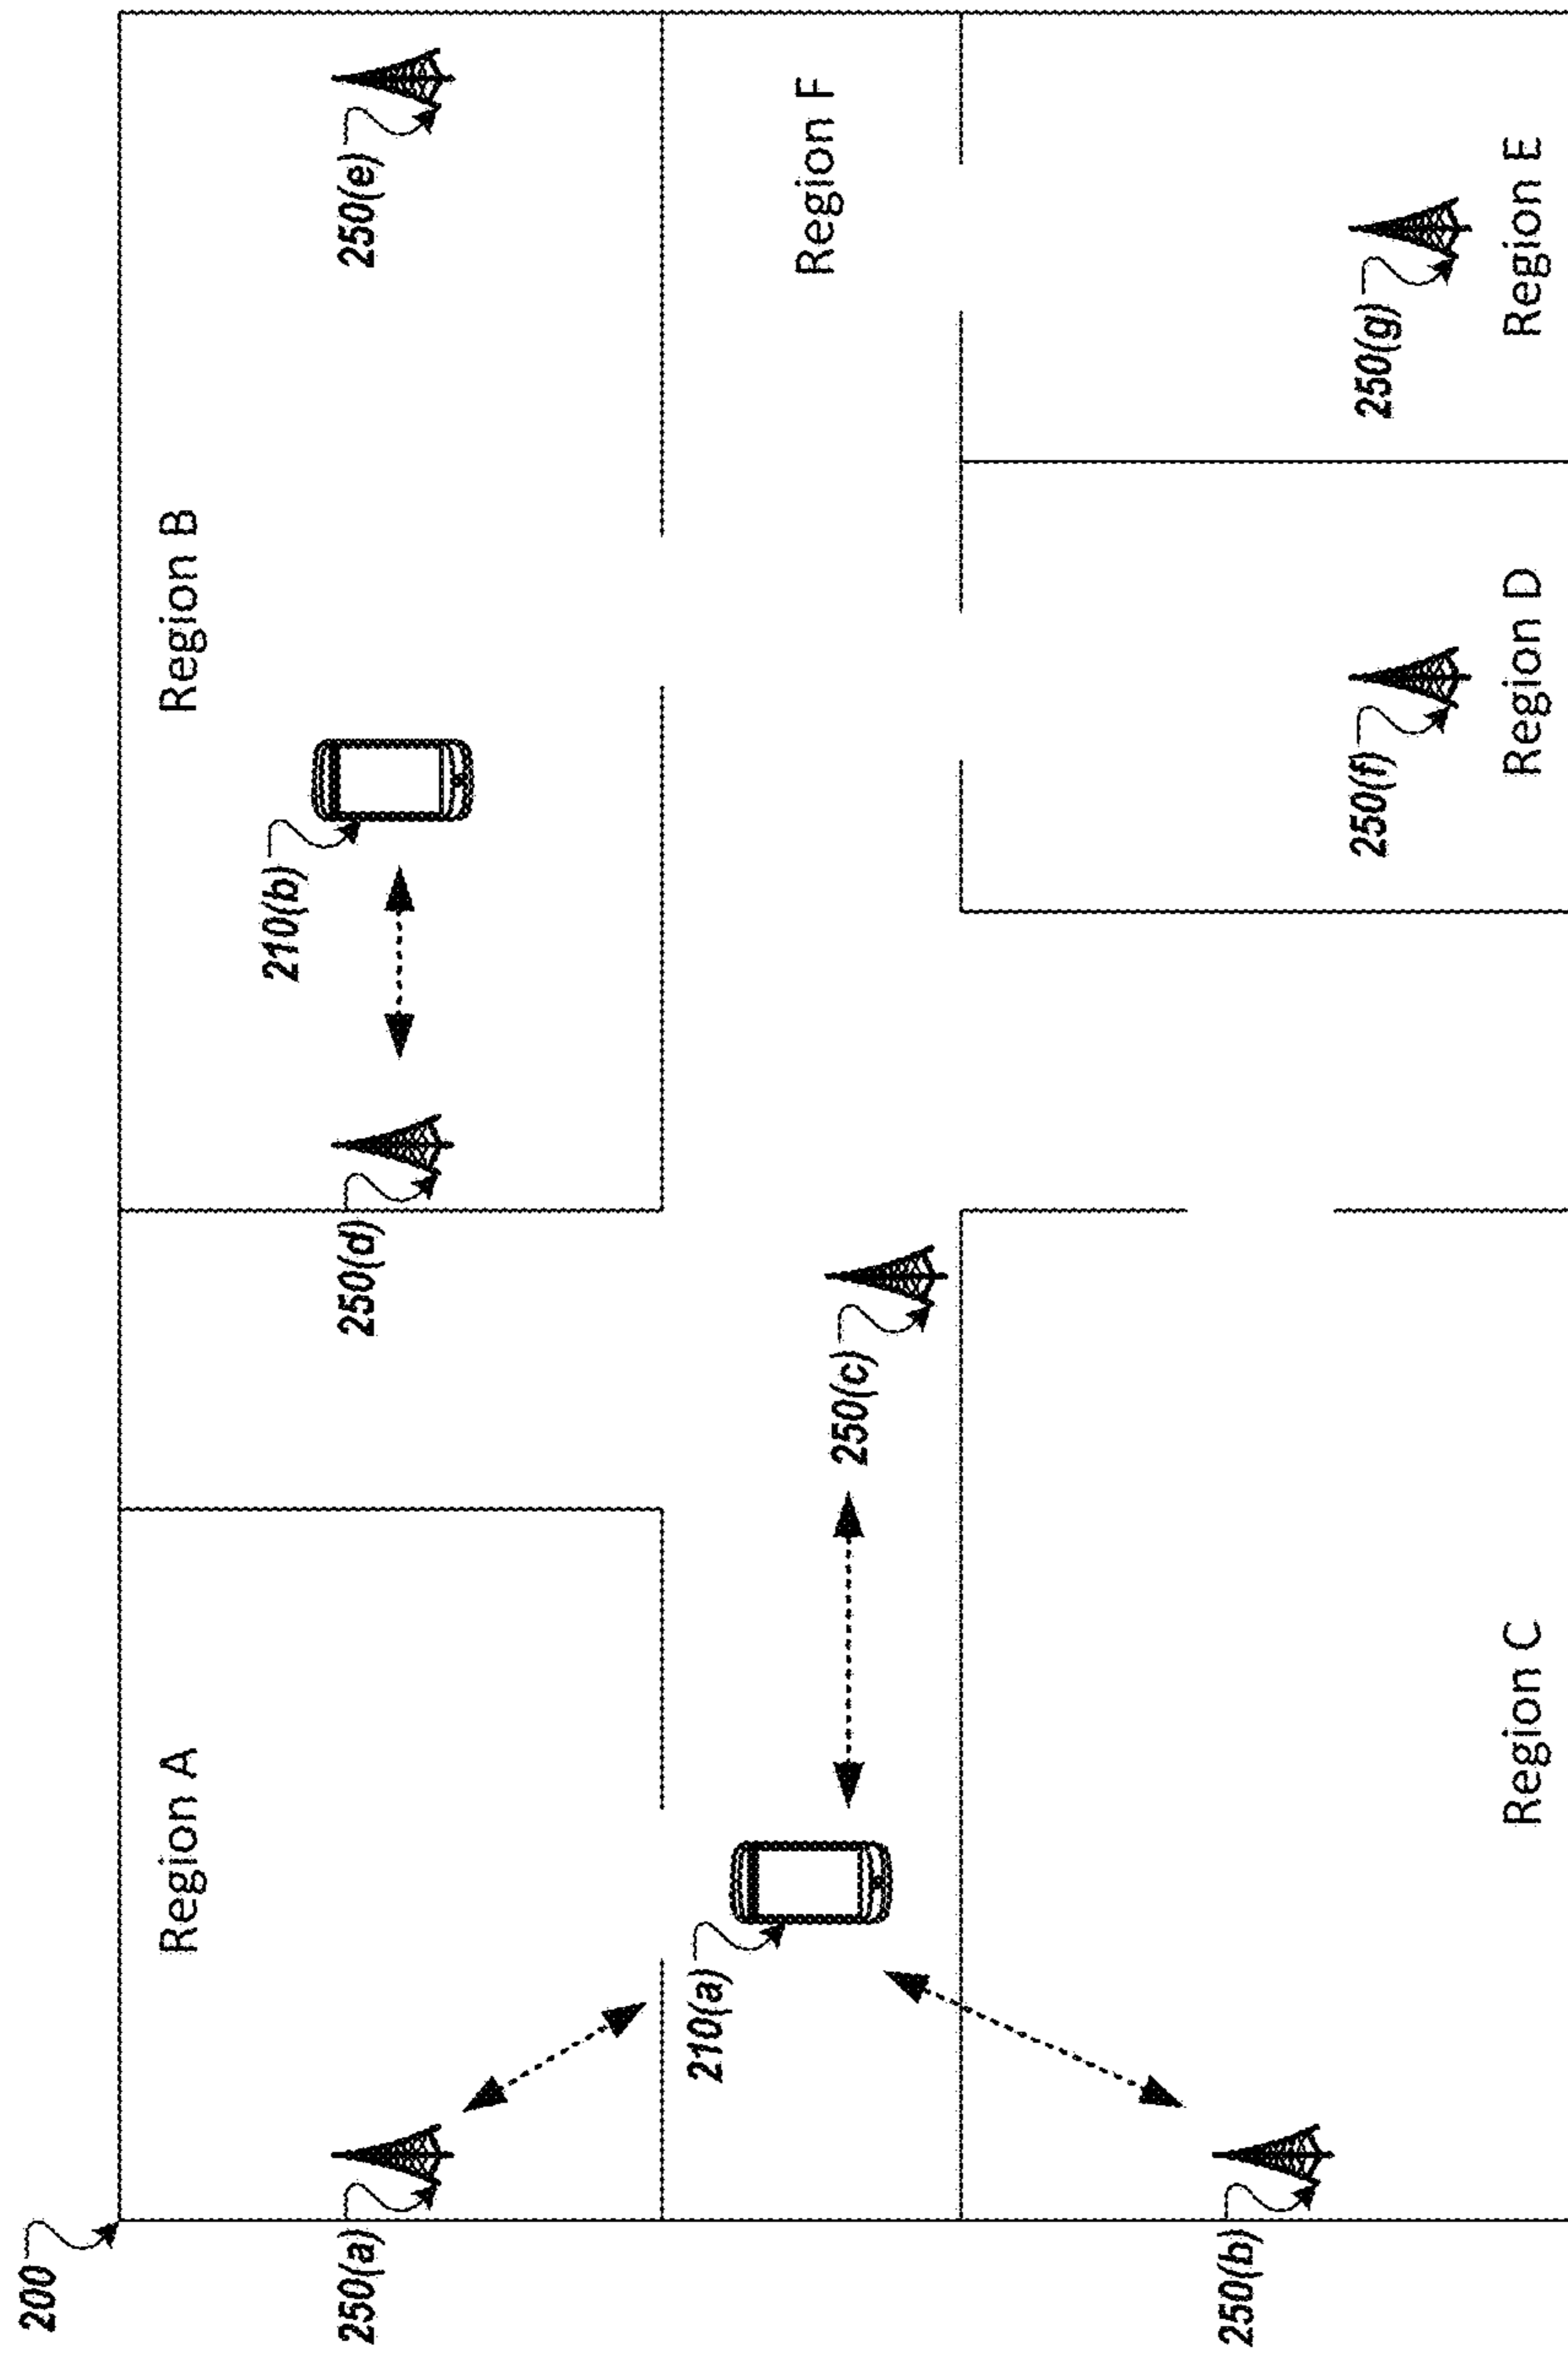 200
Region A
Region B
250(a)
250(d)
210(b)
250(e)
210(a)
250(c)
Region F
250(b)
250(f)
250(g)
Region C
Region D
Region E